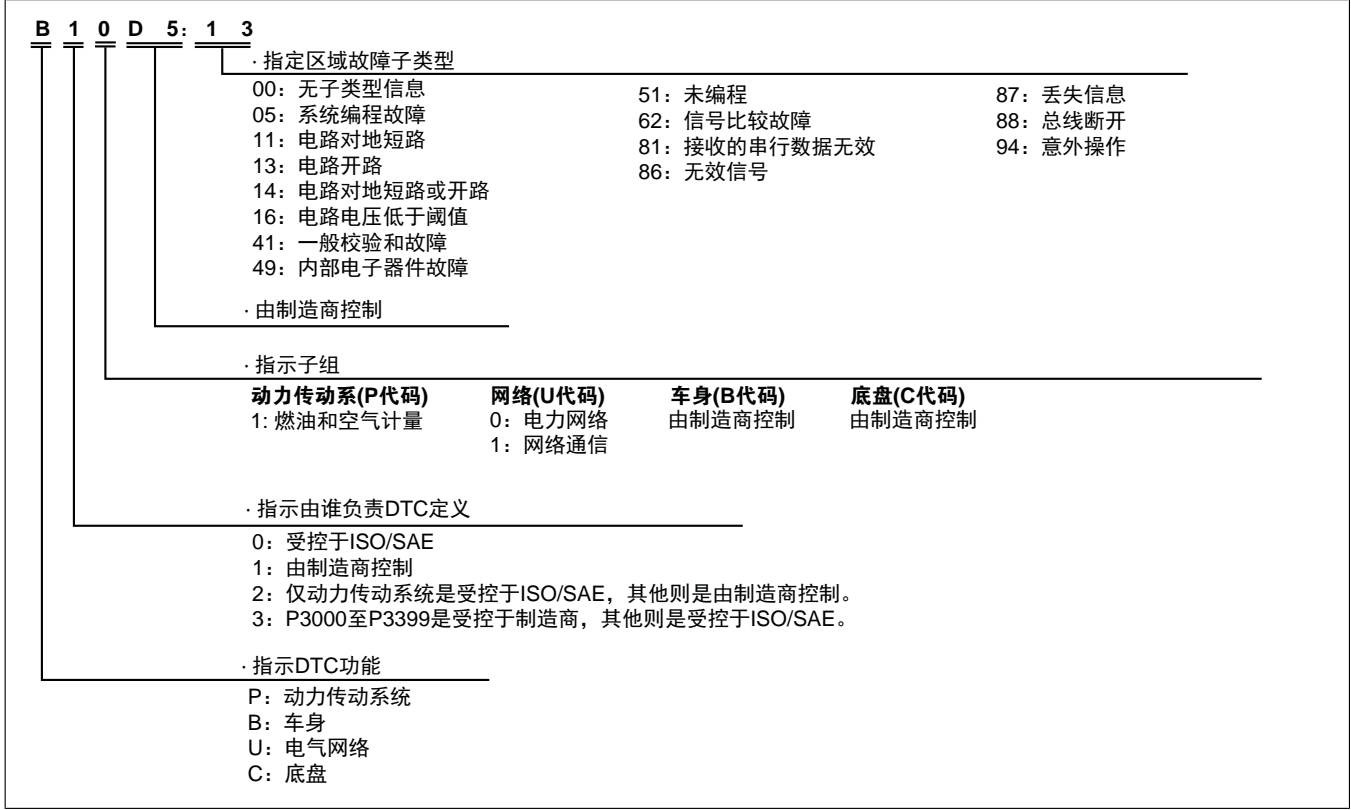 B 1 0 D 5: 1 3
· 指定区域故障子类型
00：无子类型信息
05：系统编程故障
11：电路对地短路
13：电路开路
14：电路对地短路或开路
16：电路电压低于阈值
41：一般校验和故障
49：内部电子器件故障
51：未编程
62：信号比较故障
81：接收的串行数据无效
86：无效信号
87：丢失信息
88：总线断开
94：意外操作
· 由制造商控制
· 指示子组
动力传动系(P代码)
1: 燃油和空气计量
网络(U代码)
0：电力网络
1：网络通信
车身(B代码)
由制造商控制
底盘(C代码)
由制造商控制
· 指示由谁负责DTC定义
0：受控于ISO/SAE
1：由制造商控制
2：仅动力传动系统是受控于ISO/SAE，其他则是由制造商控制。
3：P3000至P3399是受控于制造商，其他则是受控于ISO/SAE。
· 指示DTC功能
P：动力传动系统
B：车身
U：电气网络
C：底盘